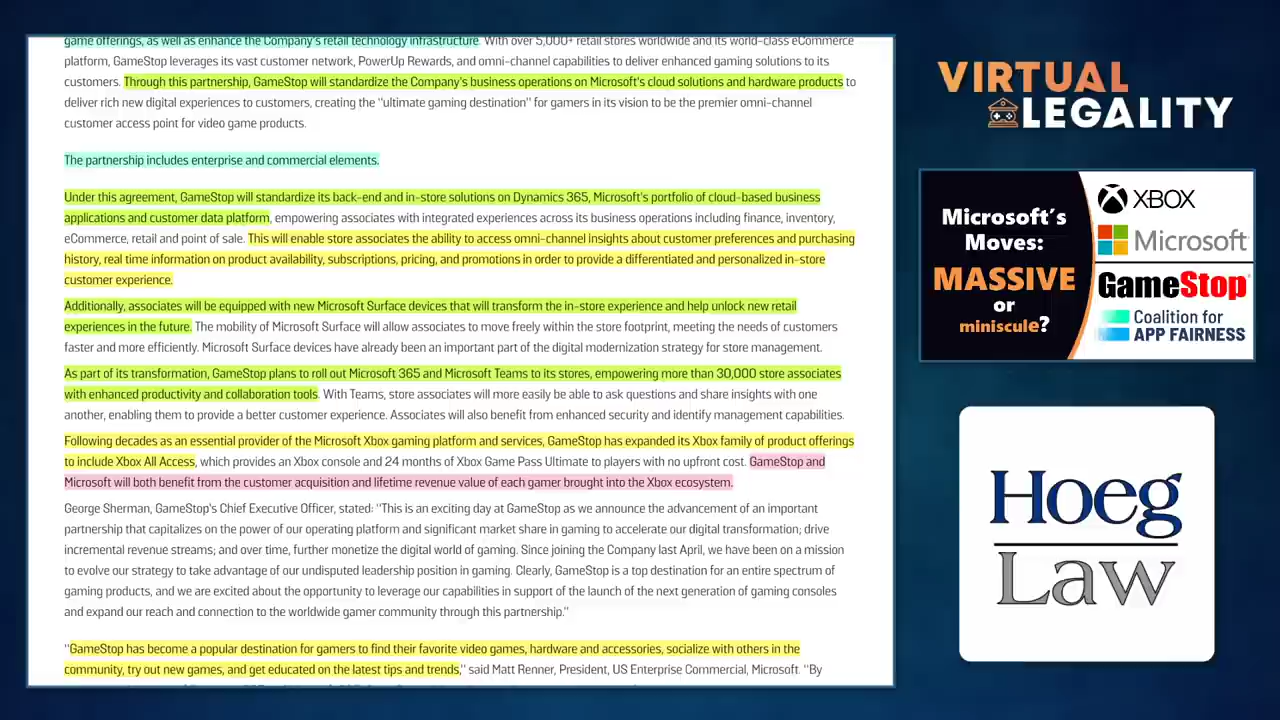 game offerings, as well as enhance the Company's retail technology infrastructure. With over 5,000+ retail stores worldwide and its world-class eCommerce
platform, GameStop leverages its vast customer network, PowerUp Rewards, and omni-channel capabilities to deliver enhanced gaming solutions to its
customers. Through this partnership, GameStop will standardize the Company's business operations on Microsoft's cloud solutions and hardware products to
deliver rich new digital experiences to customers, creating the "ultimate gaming destination" for gamers in its vision to be the premier omni-channel
customer access point for video game products.
The partnership includes enterprise and commercial elements.
Under this agreement, GameStop will standardize its back-end and in-store solutions on Dynamics 365, Microsoft's portfolio of cloud-based business
applications and customer data platform, empowering associates with integrated experiences across its business operations including finance, inventory,
eCommerce, retail and point of sale. This will enable store associates the ability to access omni-channel Insights about customer preferences and purchasing
history, real time information on product availability, subscriptions, pricing, and promotions in order to provide a differentiated and personalized in-store
customer experience.
Additionally, associates will be equipped with new Microsoft Surface devices that will transform the in-store experience and help unlock new retail
experiences in the future. The mobility of Microsoft Surface will allow associates to move freely within the store footprint, meeting the needs of customers
faster and more efficiently. Microsoft Surface devices have already been an important part of the digital modernization strategy for store management.
As part of its transformation, GameStop plans to roll out Microsoft 365 and Microsoft Teams to its stores, empowering more than 30,000 store associates
with enhanced productivity and collaboration tools. With Teams, store associates will more easily be able to ask questions and share insights with one
another, enabling them to provide a better customer experience. Associates will also benefit from enhanced security and identify management capabilities.
Following decades as an essential provider of the Microsoft Xbox gaming platform and services, GameStop has expanded its Xbox family of product offerings
to include Xbox All Access, which provides an Xbox console and 24 months of Xbox Game Pass Ultimate to players with no upfront cost. GameStop and
Microsoft will both benefit from the customer acquisition and lifetime revenue value of each gamer brought into the Xbox ecosystem.
George Sherman, GameStop's Chief Executive Officer, stated: "This is an exciting day at GameStop as we announce the advancement of an important
partnership that capitalizes on the power of our operating platform and significant market share in gaming to accelerate our digital transformation; drive
incremental revenue streams; and over time, further monetize the digital world of gaming. Since joining the Company last April, we have been on a mission
to evolve our strategy to take advantage of our undisputed leadership position in gaming. Clearly, GameStop is a top destination for an entire spectrum of
gaming products, and we are excited about the opportunity to leverage our capabilities in support of the launch of the next generation of gaming consoles
and expand our reach and connection to the worldwide gamer community through this partnership."
"GameStop has become a popular destination for gamers to find their favorite video games, hardware and accessories, socialize with others in the
community, try out new games, and get educated on the latest tips and trends," said Matt Renner, President, US Enterprise Commercial, Microsoft. "By
VIRTUAL
LEGALITY
Microsoft's
Moves:
MASSIVE
or
miniscule?
XBOX
Microsoft
GameStop
Coalition for
APP FAIRNESS
Hoeg
Law